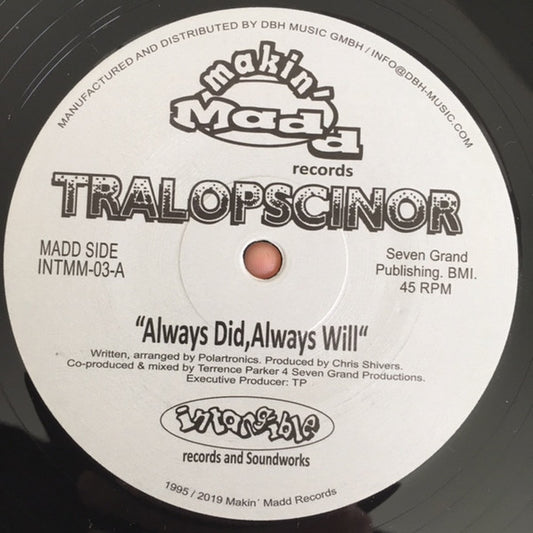 MANUFACTURED AND DISTRIBUTED BY DBH MUSIC GMBH / INFO@DBH-MUSIC.COM
makin'
Madd
records
TRALOPSCINOR
MADD SIDE
INTMM-03-A
Seven Grand
Publishing. BMI.
45 RPM
“Always Did,Always Will“
Written, arranged by Polartronics. Produced by Chris Shivers.
Co-produced & mixed by Terrence Parker 4 Seven Grand Productions.
Executive Producer: TP
intangible
records and Soundworks
1995 / 2019 Makin´ Madd Records